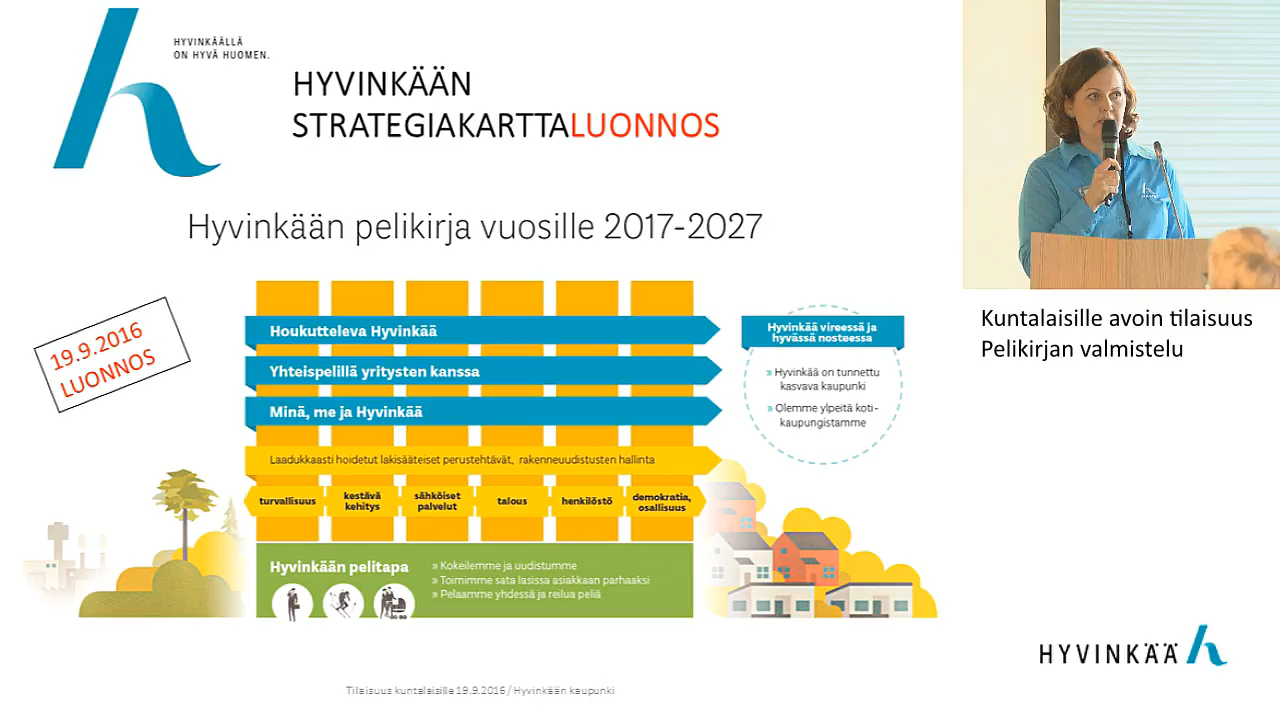 HYVINKÄÄLLÄ
ON HYVÄ HUOMEN.
HYVINKÄÄN
STRATEGIAKARTTALUONNOS
Hyvinkään pelikirja vuosille 2017-2027
19.9.2016
LUONNOS
Houkutteleva Hyvinkää
Yhteispelillä yritysten kanssa
Minä, me ja Hyvinkää
Laadukkaasti hoidetut lakisääteiset perustehtävät, rakenneuudistusten hallinta
turvallisuus
kestävä
kehitys
sähköiset
palvelut
talous
henkilöstö
demokratia,
osallisuus
Hyvinkään pelitapa
» Kokeilemme ja uudistumme
» Toimimme sata lasissa asiakkaan parhaaksi
» Pelaamme yhdessä ja reilua peliä
Hyvinkää vireessä ja
hyvässä nosteessa
» Hyvinkää on tunnettu
kasvava kaupunki
» Olemme ylpeitä koti-
kaupungistamme
Kuntalaisille avoin tilaisuus
Pelikirjan valmistelu
HYVINKÄÄ
Tilaisuus kuntalaisille 19.9.2016 / Hyvinkään kaupunki